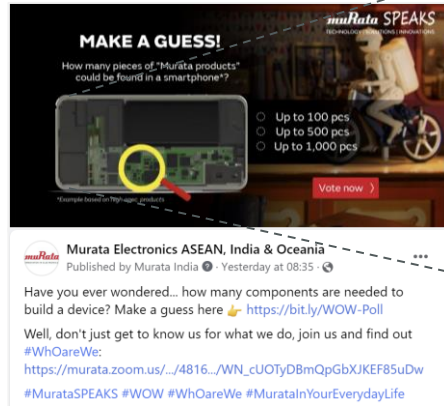 muRata SPEAKS
TECHNOLOGY | SOLUTIONS | INNOVATIONS
MAKE A GUESS!
How many pieces of "Murata products"
could be found in a smartphone*?
Up to 100 pcs
Up to 500 pcs
Up to 1,000 pcs
Vote now
*Example based on high-spec. products
muRata
Murata Electronics ASEAN, India & Oceania
Published by Murata India · Yesterday at 08:35 ·
Have you ever wondered... how many components are needed to
build a device? Make a guess here 👉 https://bit.ly/WOW-Poll
Well, don't just get to know us for what we do, join us and find out
#WhOareWe:
https://murata.zoom.us/.../4816.../WN_cUOTyDBmQpGbXJKEF85uDw
#MurataSPEAKS #WOW #WhOareWe #MurataInYourEverydayLife